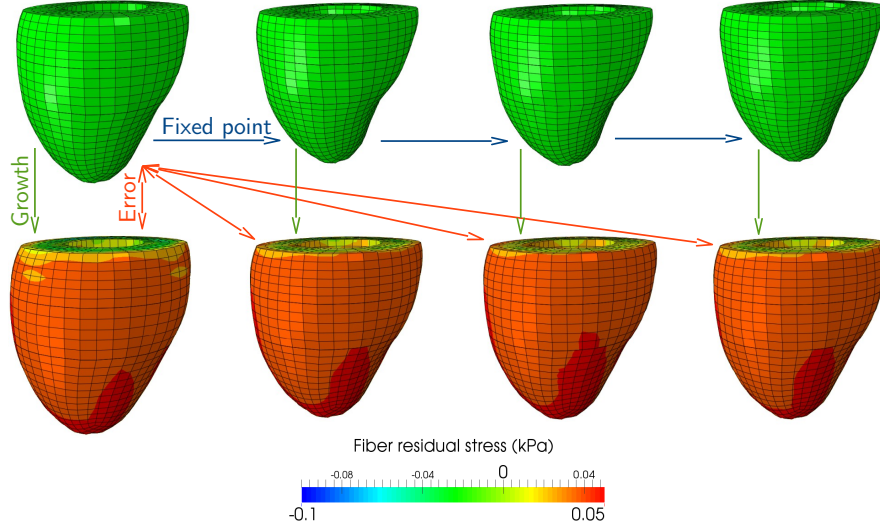 Fixed point
Growth
Error
Fiber residual stress (kPa)
-0.08 -0.04 0 0.04
-0.1 0.05